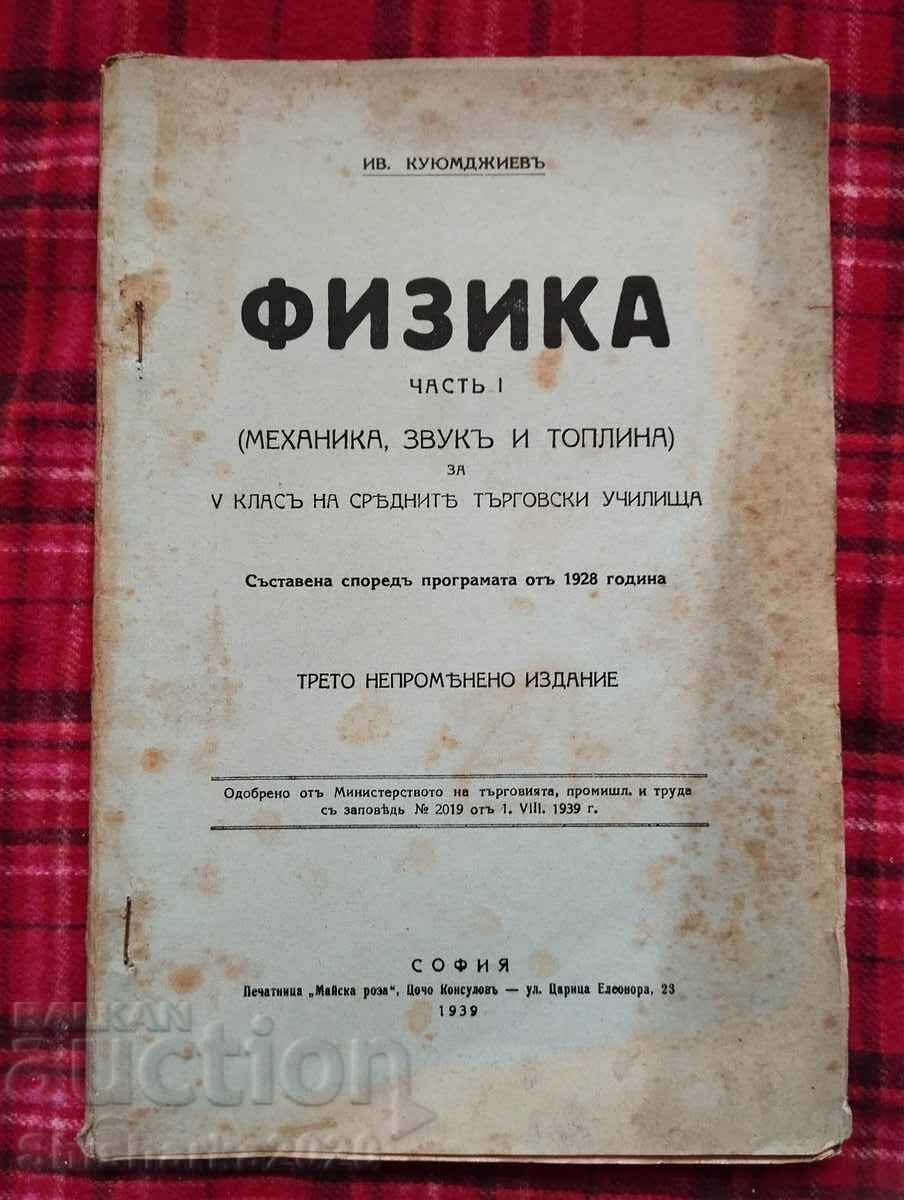 ИВ. КУЮМДЖИЕВЪ
ФИЗИКА
ЧАСТЬ I
(МЕХАНИКА, ЗВУКЪ И ТОПЛИНА)
ЗА
V КЛАСЪ НА СРѢДНИТѢ ТЪРГОВСКИ УЧИЛИЩА
Съставена споредъ програмата отъ 1928 година
ТРЕТО НЕПРОМѢНЕНО ИЗДАНИЕ
Одобрено отъ Министерството на търговията, промишл. и труда
съ заповѣдь № 2019 отъ 1. VIII. 1939 г.
СОФИЯ
Печатница „Майска роза“, Цочо Консуловъ — ул. Царица Елеонора, 23
1939
BALKAN
auction
Shisharka2020